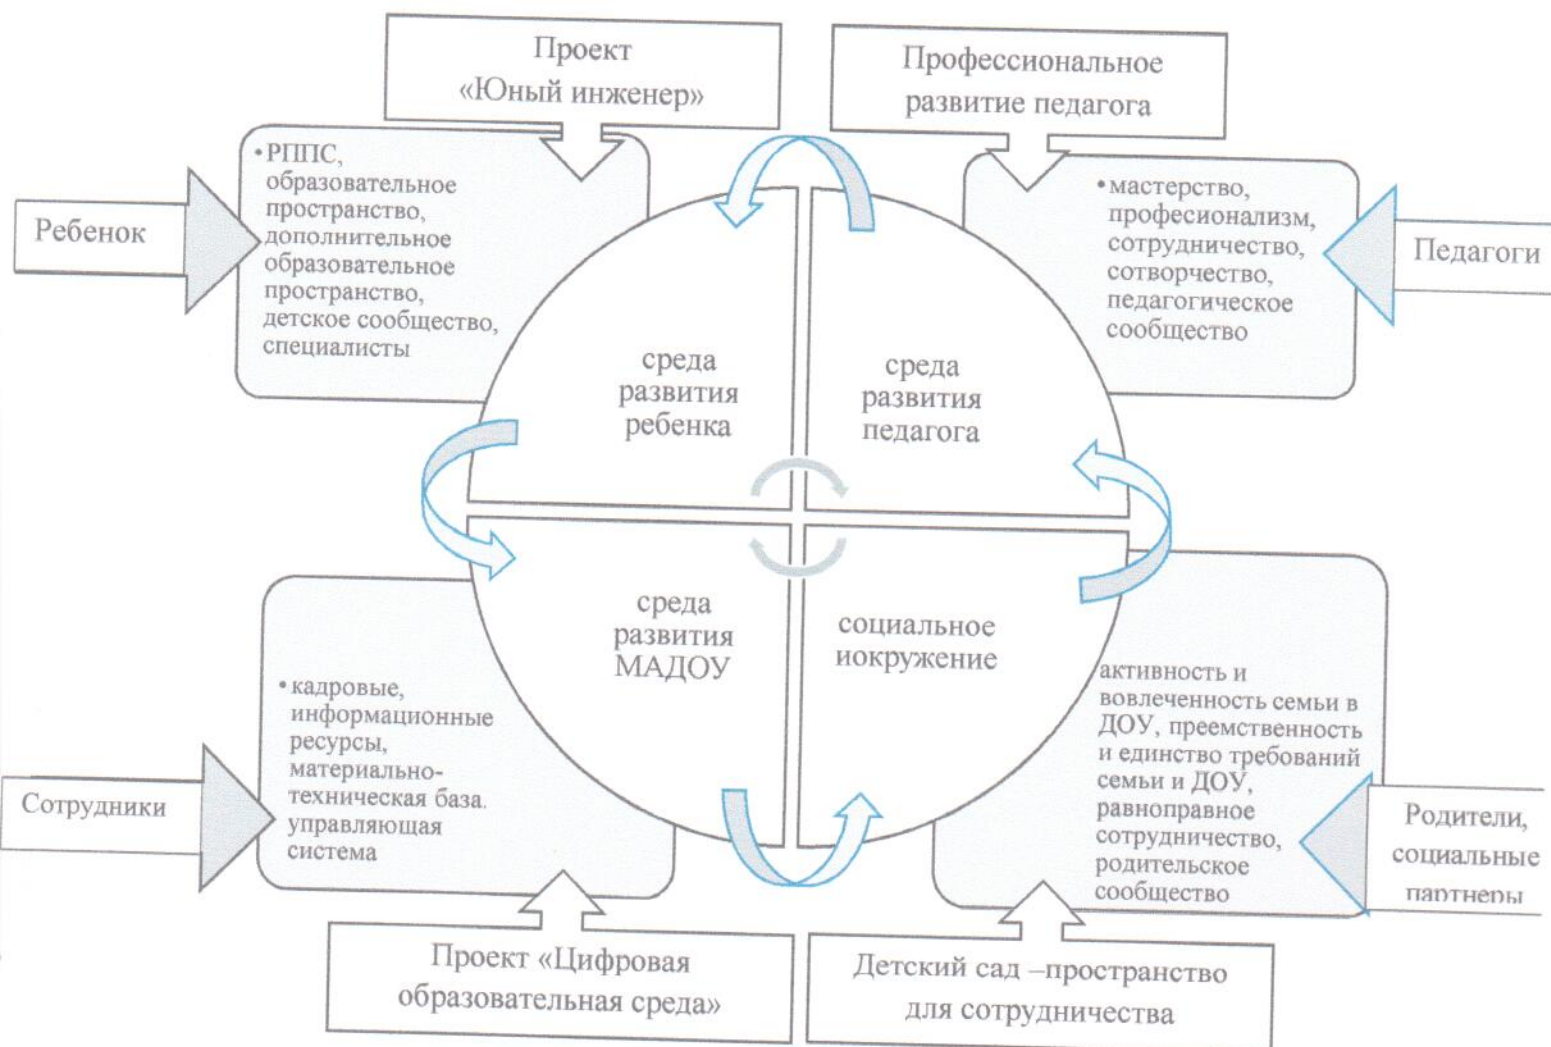 Проект
«Юный инженер»
Профессиональное
развитие педагога
Ребенок
•РППС,
образовательное
пространство,
дополнительное
образовательное
пространство,
детское сообщество,
специалисты
•мастерство,
професионализм,
сотрудничество,
сотворчество,
педагогическое
сообщество
Педагоги
среда
развития
ребенка
среда
развития
педагога
среда
развития
МАДОУ
социальное
иокружение
Сотрудники
•кадровые,
информационные
ресурсы,
материально-
техническая база.
управляющая
система
активность и
вовлеченность семьи в
ДОУ, преемственность
и единство требований
семьи и ДОУ,
равноправное
сотрудничество,
родительское
сообщество
Родители,
социальные
партнеры
Проект «Цифровая
образовательная среда»
Детский сад –пространство
для сотрудничества